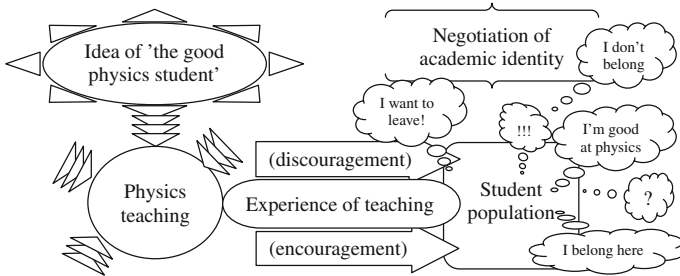 Idea of 'the good
physics student'
Negotiation of
academic identity
I don't
belong
I want to
leave!
!!!
I'm good
at physics
(discouragement)
Physics
teaching
Experience of teaching
Student
population
?
(encouragement)
I belong here